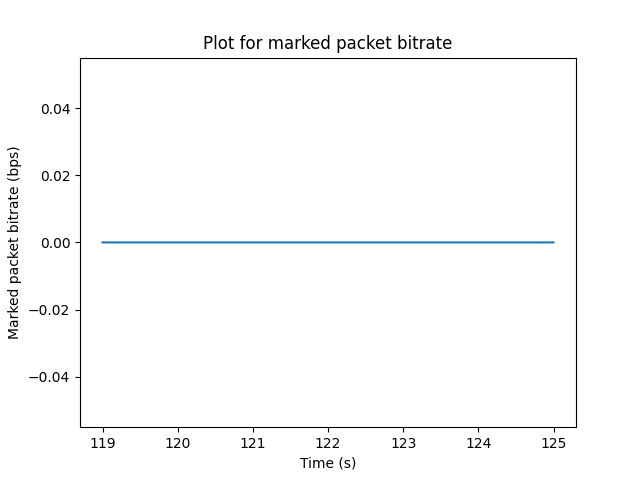 Plot for marked packet bitrate
Marked packet bitrate (bps)
0.04
0.02
0.00
−0.02
−0.04
119 120 121 122 123 124 125
Time (s)